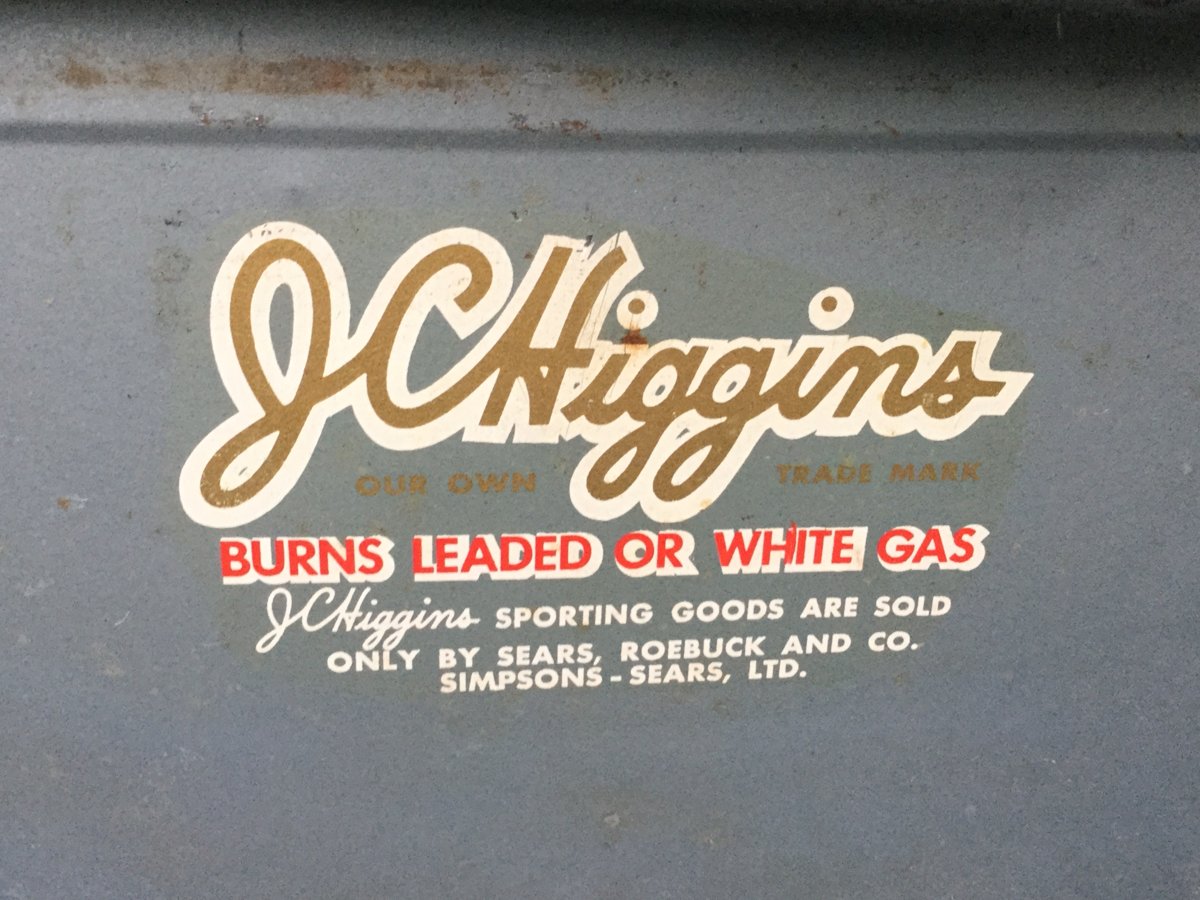 JCHiggins
OUR OWN TRADE MARK
BURNS LEADED OR WHITE GAS
JCHiggins SPORTING GOODS ARE SOLD
ONLY BY SEARS, ROEBUCK AND CO.
SIMPSONS-SEARS, LTD.